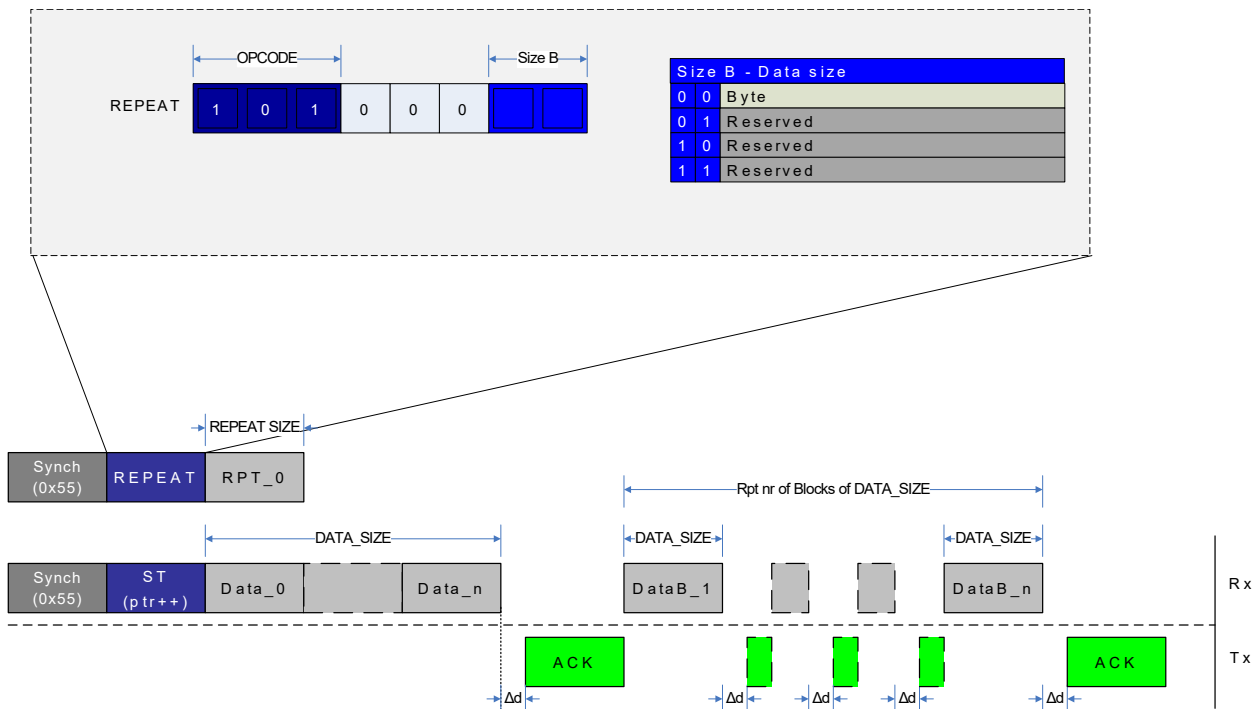 OPCODE
Size B
REPEAT
1 0 1 0 0 0
Size B - Data size
0 0 Byte
0 1 Reserved
1 0 Reserved
1 1 Reserved
REPEAT SIZE
Synch
(0x55)
REPEAT
RPT_0
Rpt nr of Blocks of DATA_SIZE
DATA_SIZE
DATA_SIZE
DATA_SIZE
Synch
(0x55)
ST
(ptr++)
Data_0
Data_n
DataB_1
DataB_n
Rx
ACK
ACK
Tx
Δd
Δd
Δd
Δd
Δd